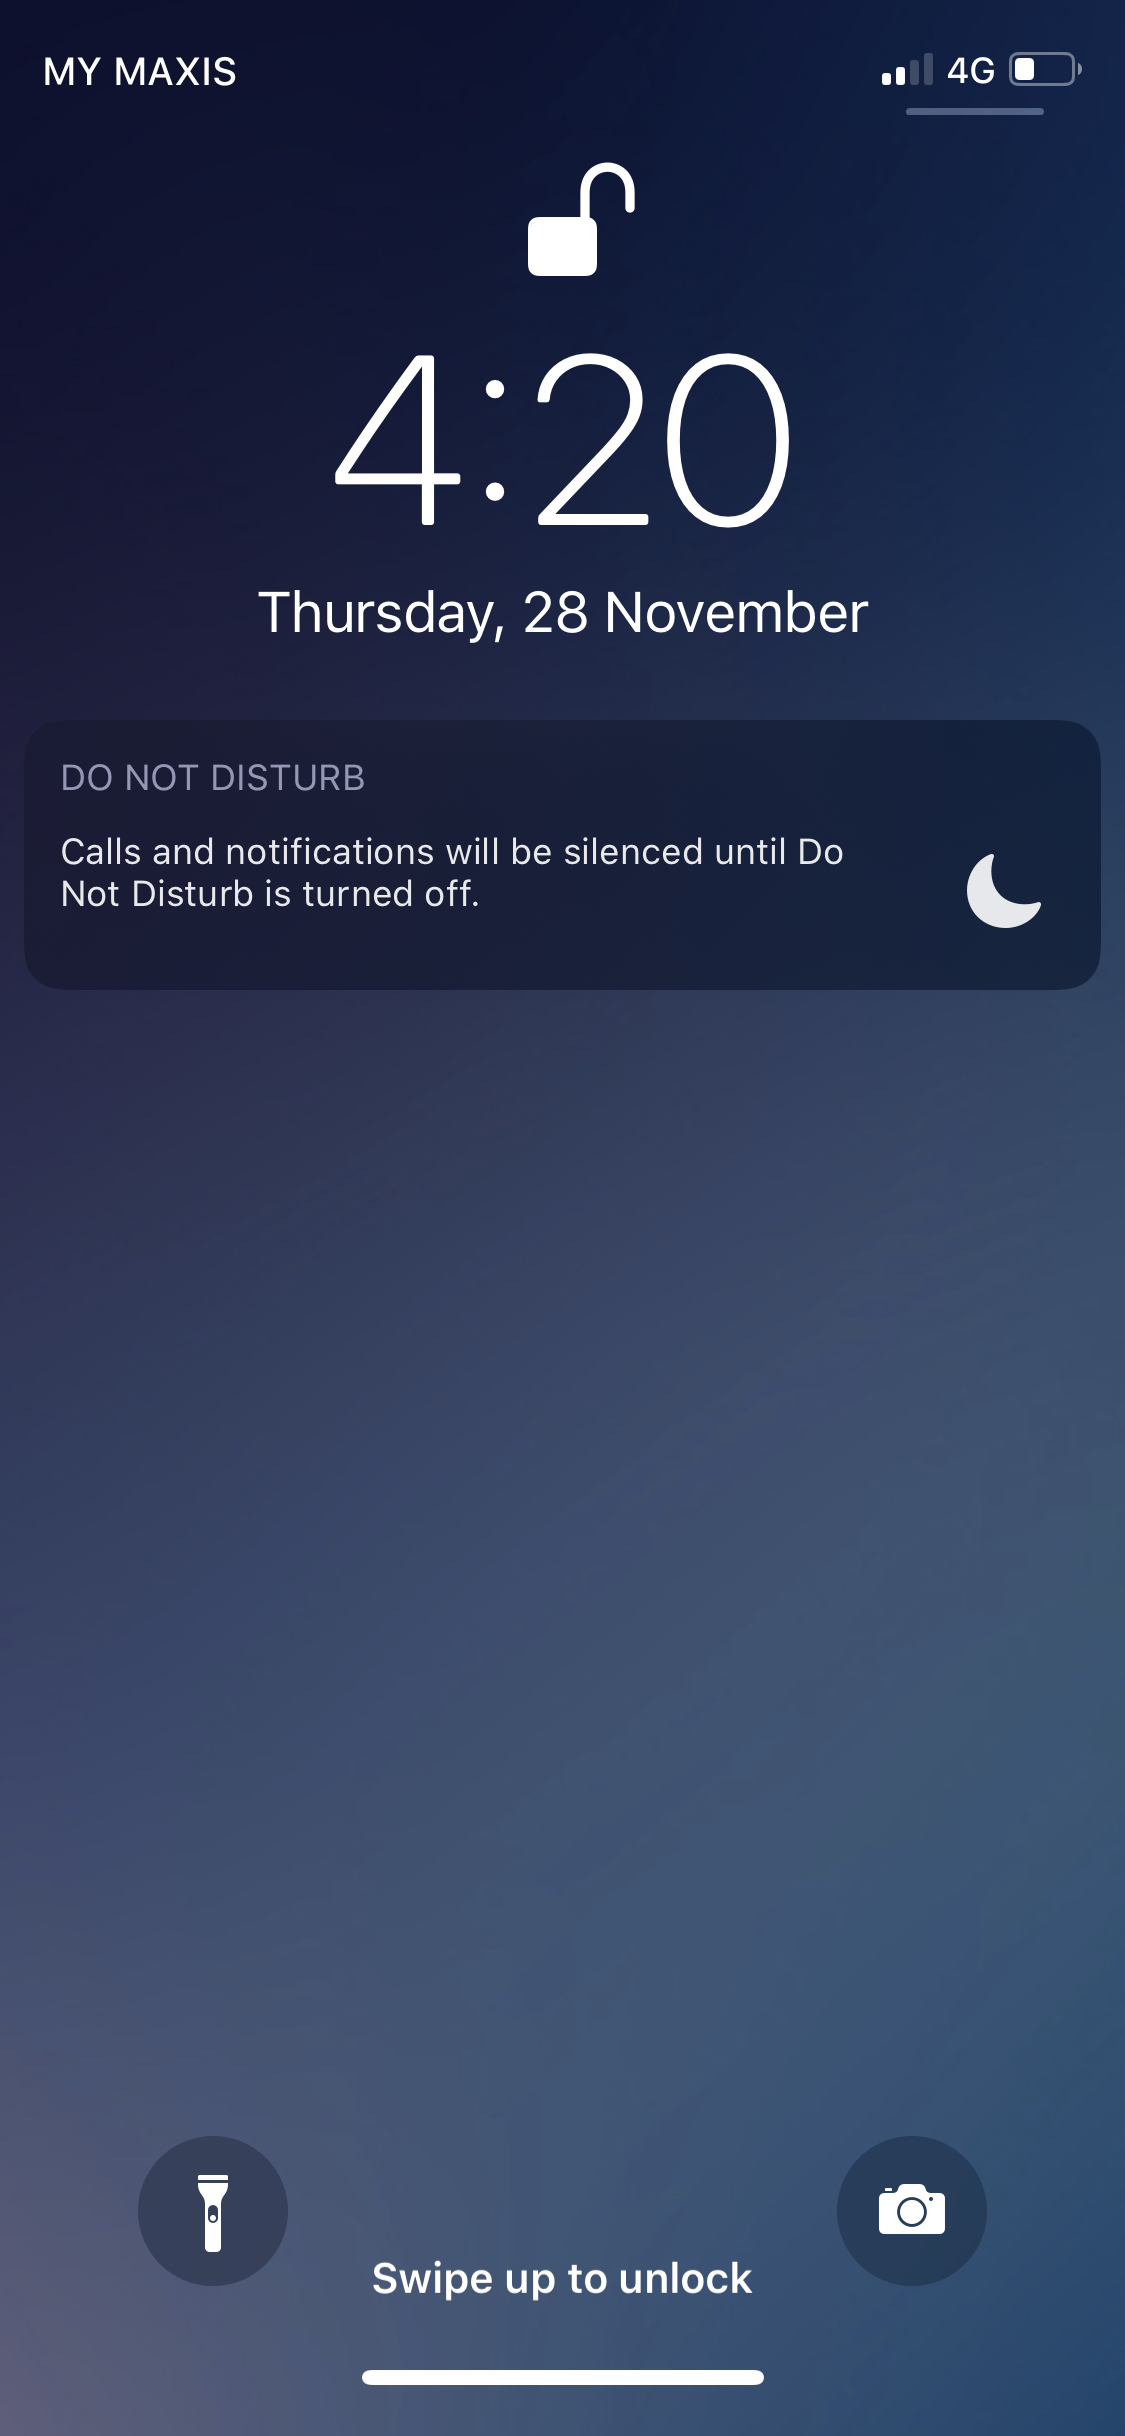 MY MAXIS 4G
4:20
Thursday, 28 November
DO NOT DISTURB
Calls and notifications will be silenced until Do
Not Disturb is turned off.
Swipe up to unlock